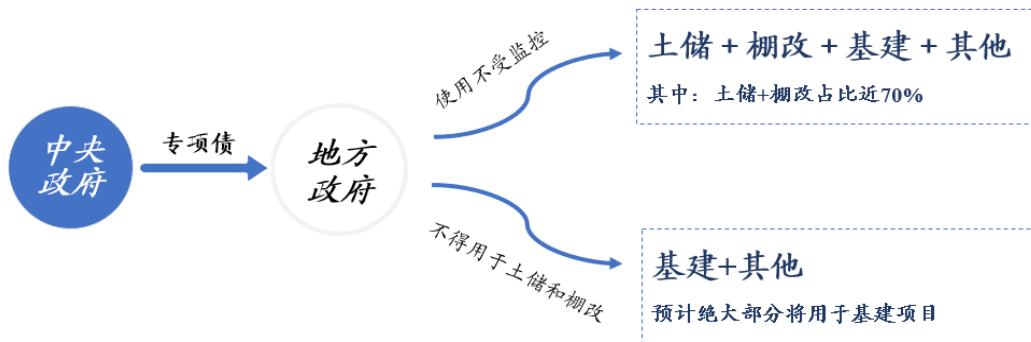 中央
政府
专项债
地方
政府
使用不受监控
土储 + 棚改 + 基建 + 其他
其中：土储+棚改占比近70%
不得用于土储和棚改
基建+其他
预计绝大部分将用于基建项目